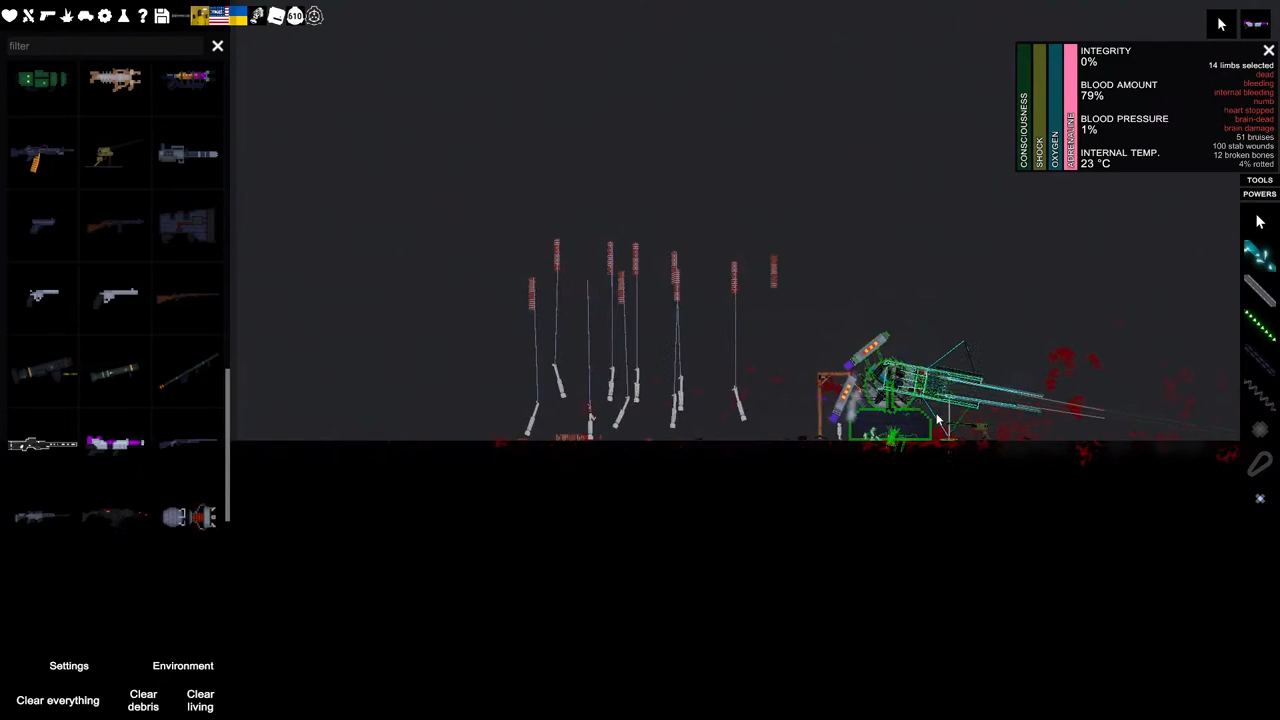 610
filter
INTEGRITY
0%
BLOOD AMOUNT
79%
BLOOD PRESSURE
1%
INTERNAL TEMP.
23 °C
CONSCIOUSNESS
SHOCK
OXYGEN
ADRENALINE
14 limbs selected
dead
bleeding
internal bleeding
numb
heart stopped
brain-dead
brain damage
51 bruises
100 stab wounds
12 broken bones
4% rotted
TOOLS
POWERS
Settings
Environment
Clear everything
Clear
debris
Clear
living